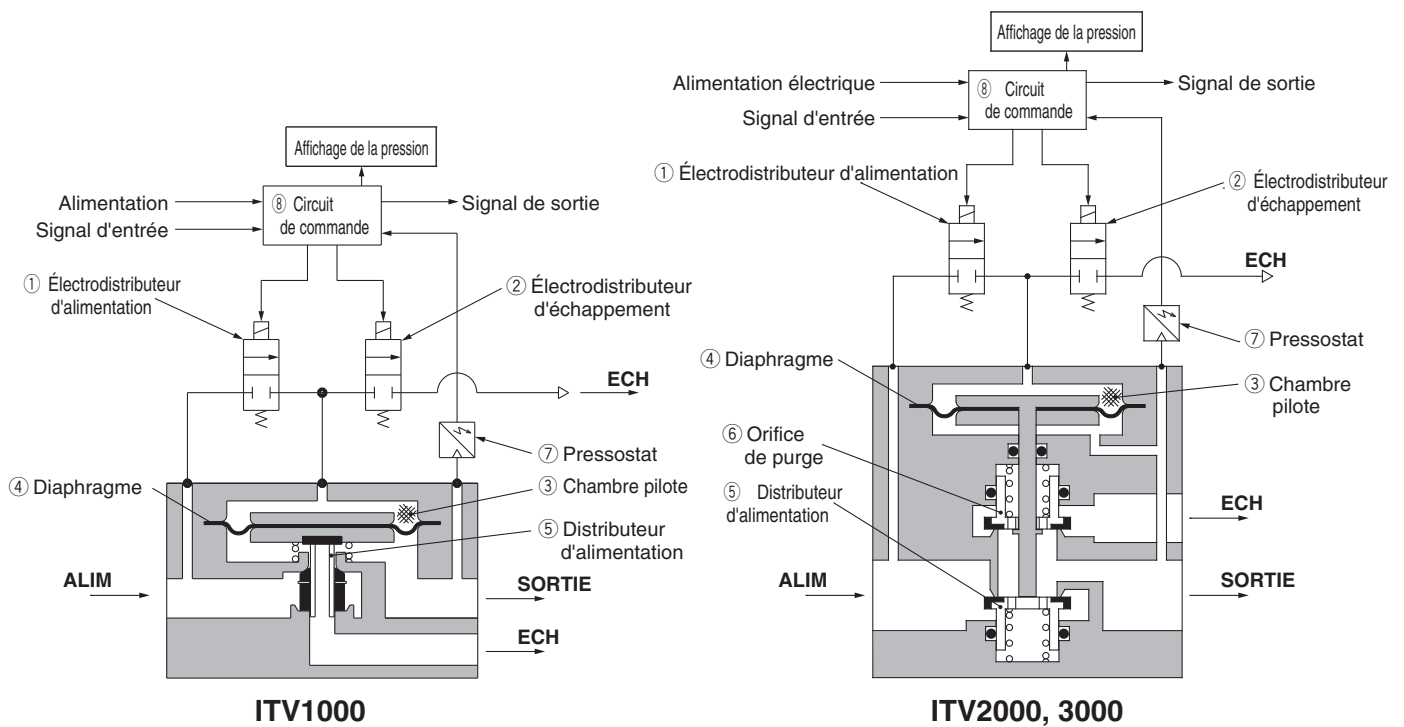 Affichage de la pression
Alimentation
Signal d'entrée
⑧ Circuit
de commande
Signal de sortie
① Électrodistributeur
d'alimentation
② Électrodistributeur
d'échappement
ECH
⑦ Pressostat
④ Diaphragme
③ Chambre pilote
⑤ Distributeur
d'alimentation
ALIM
SORTIE
ECH
ITV1000
Affichage de la pression
Alimentation électrique
Signal d'entrée
⑧ Circuit
de commande
Signal de sortie
① Électrodistributeur d'alimentation
② Électrodistributeur
d'échappement
ECH
⑦ Pressostat
④ Diaphragme
③ Chambre
pilote
⑥ Orifice
de purge
⑤ Distributeur
d'alimentation
ECH
ALIM
SORTIE
ITV2000, 3000